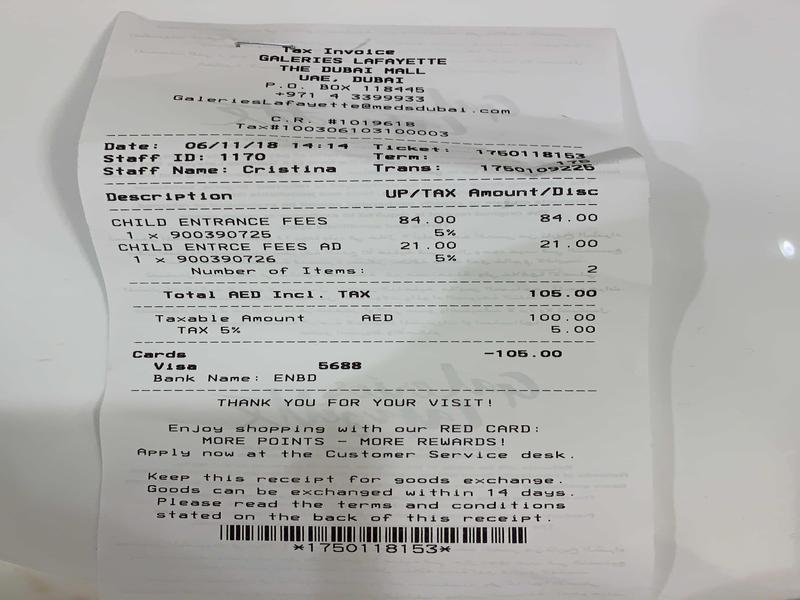 Tax Invoice
GALERIES LAFAYETTE
THE DUBAI MALL
UAE, DUBAI
P.O. BOX 118445
+971 4 3399933
GaleriesLafayette@medsdubai.com
C.R. #1019618
Tax#100306103100003
Date: 06/11/18 14:14 Ticket: 1750118153
Staff ID: 1170 Term: 175
Staff Name: Cristina Trans: 1750109225
Description UP/TAX Amount/Disc
CHILD ENTRANCE FEES 84.00 84.00
1 x 900390725 5%
CHILD ENTRCE FEES AD 21.00 21.00
1 x 900390726 5%
Number of Items: 2
Total AED Incl. TAX 105.00
Taxable Amount AED 100.00
TAX 5% 5.00
Cards -105.00
Visa 5688
Bank Name: ENBD
THANK YOU FOR YOUR VISIT!
Enjoy shopping with our RED CARD:
MORE POINTS - MORE REWARDS!
Apply now at the Customer Service desk.
Keep this receipt for goods exchange.
Goods can be exchanged within 14 days.
Please read the terms and conditions
stated on the back of this receipt.
*1750118153*